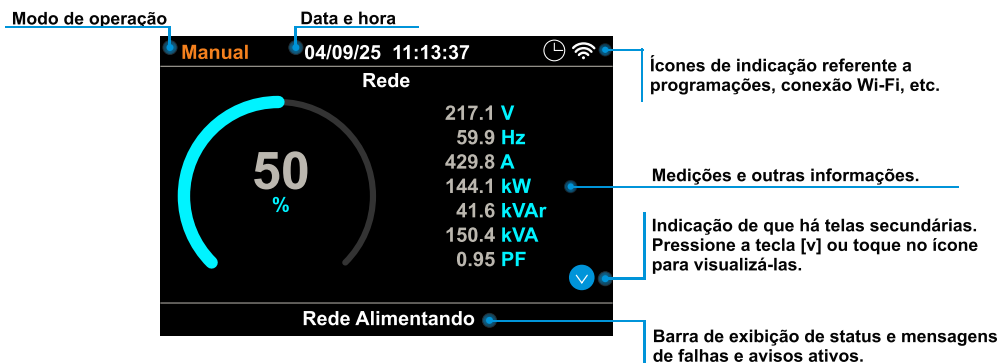 Modo de operação
Data e hora
Manual
04/09/25 11:13:37
Ícones de indicação referente a
programações, conexão Wi-Fi, etc.
Rede
50
%
217.1 V
59.9 Hz
429.8 A
144.1 kW
41.6 kVAr
150.4 kVA
0.95 PF
Medições e outras informações.
Indicação de que há telas secundárias.
Pressione a tecla [v] ou toque no ícone
para visualizá-las.
Rede Alimentando
Barra de exibição de status e mensagens
de falhas e avisos ativos.